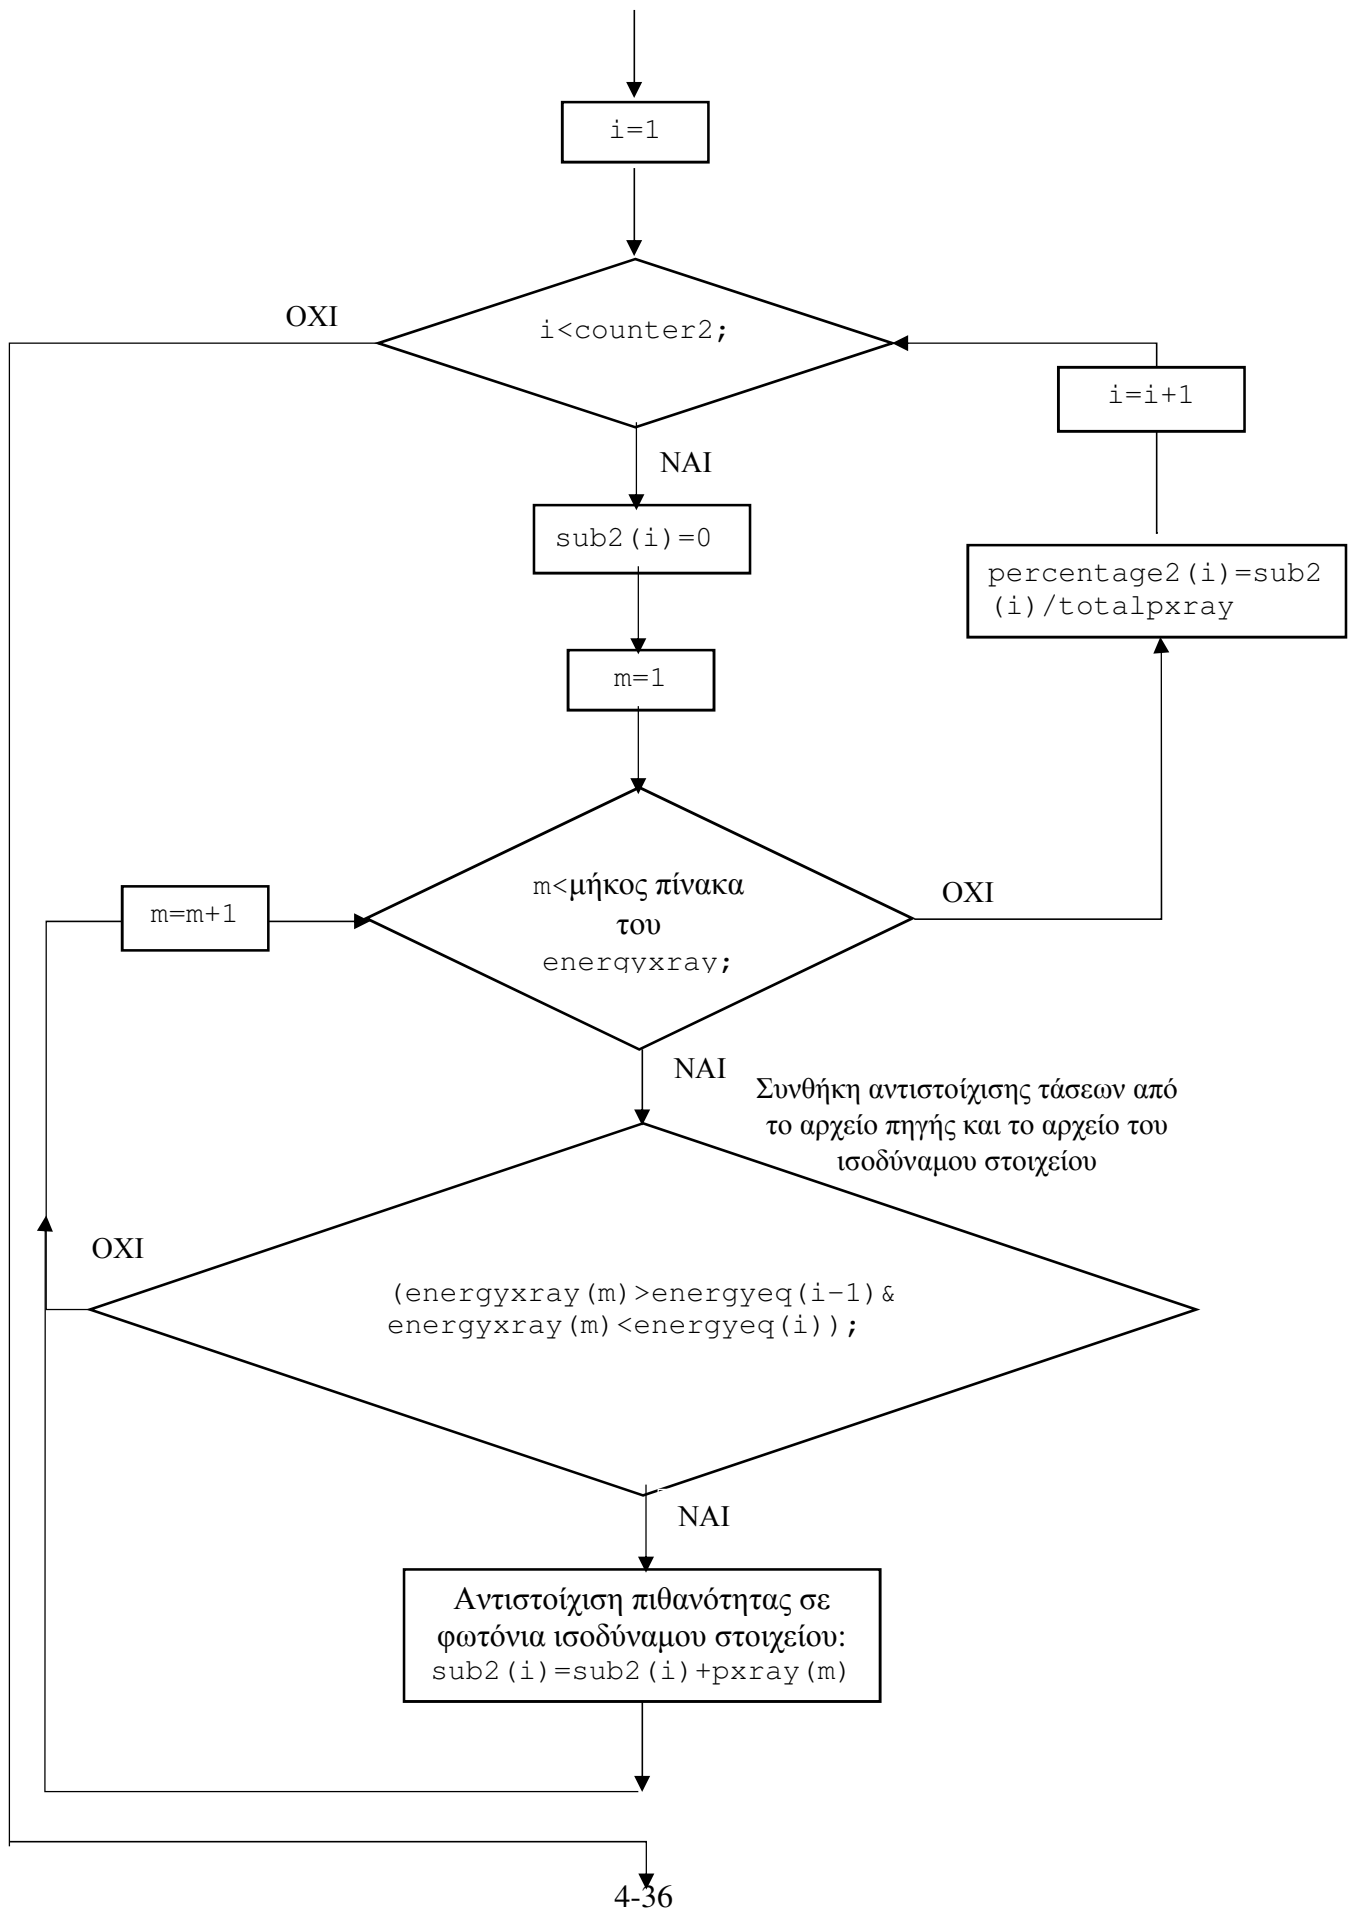 i=1
ΟΧΙ
i<counter2;
i=i+1
ΝΑΙ
sub2(i)=0
percentage2(i)=sub2
(i)/totalpxray
m=1
m=m+1
m<μήκος πίνακα
του
energyxray;
ΟΧΙ
ΝΑΙ
Συνθήκη αντιστοίχισης τάσεων από
το αρχείο πηγής και το αρχείο του
ισοδύναμου στοιχείου
ΟΧΙ
(energyxray(m)>energyeq(i-1)&
energyxray(m)<energyeq(i));
ΝΑΙ
Αντιστοίχιση πιθανότητας σε
φωτόνια ισοδύναμου στοιχείου:
sub2(i)=sub2(i)+pxray(m)
4-36